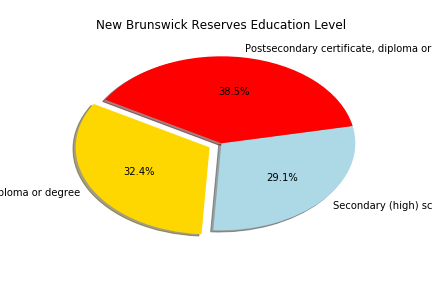 New Brunswick Reserves Education Level
Postsecondary certificate, diploma or
38.5%
32.4%
29.1%
ploma or degree
Secondary (high) sc